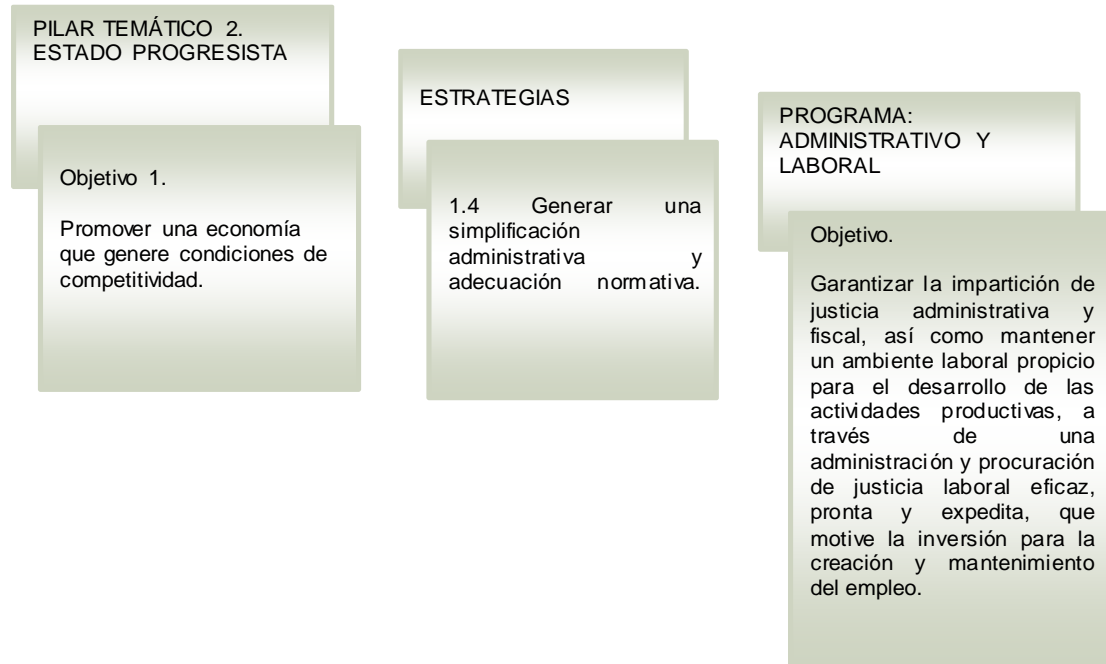 PILAR TEMÁTICO 2.
ESTADO PROGRESISTA
Objetivo 1.
Promover una economía
que genere condiciones de
competitividad.
ESTRATEGIAS
1.4 Generar una
simplificación
administrativa y
adecuación normativa.
PROGRAMA:
ADMINISTRATIVO Y
LABORAL
Objetivo.
Garantizar la impartición de
justicia administrativa y
fiscal, así como mantener
un ambiente laboral propicio
para el desarrollo de las
actividades productivas, a
través de una
administración y procuración
de justicia laboral eficaz,
pronta y expedita, que
motive la inversión para la
creación y mantenimiento
del empleo.